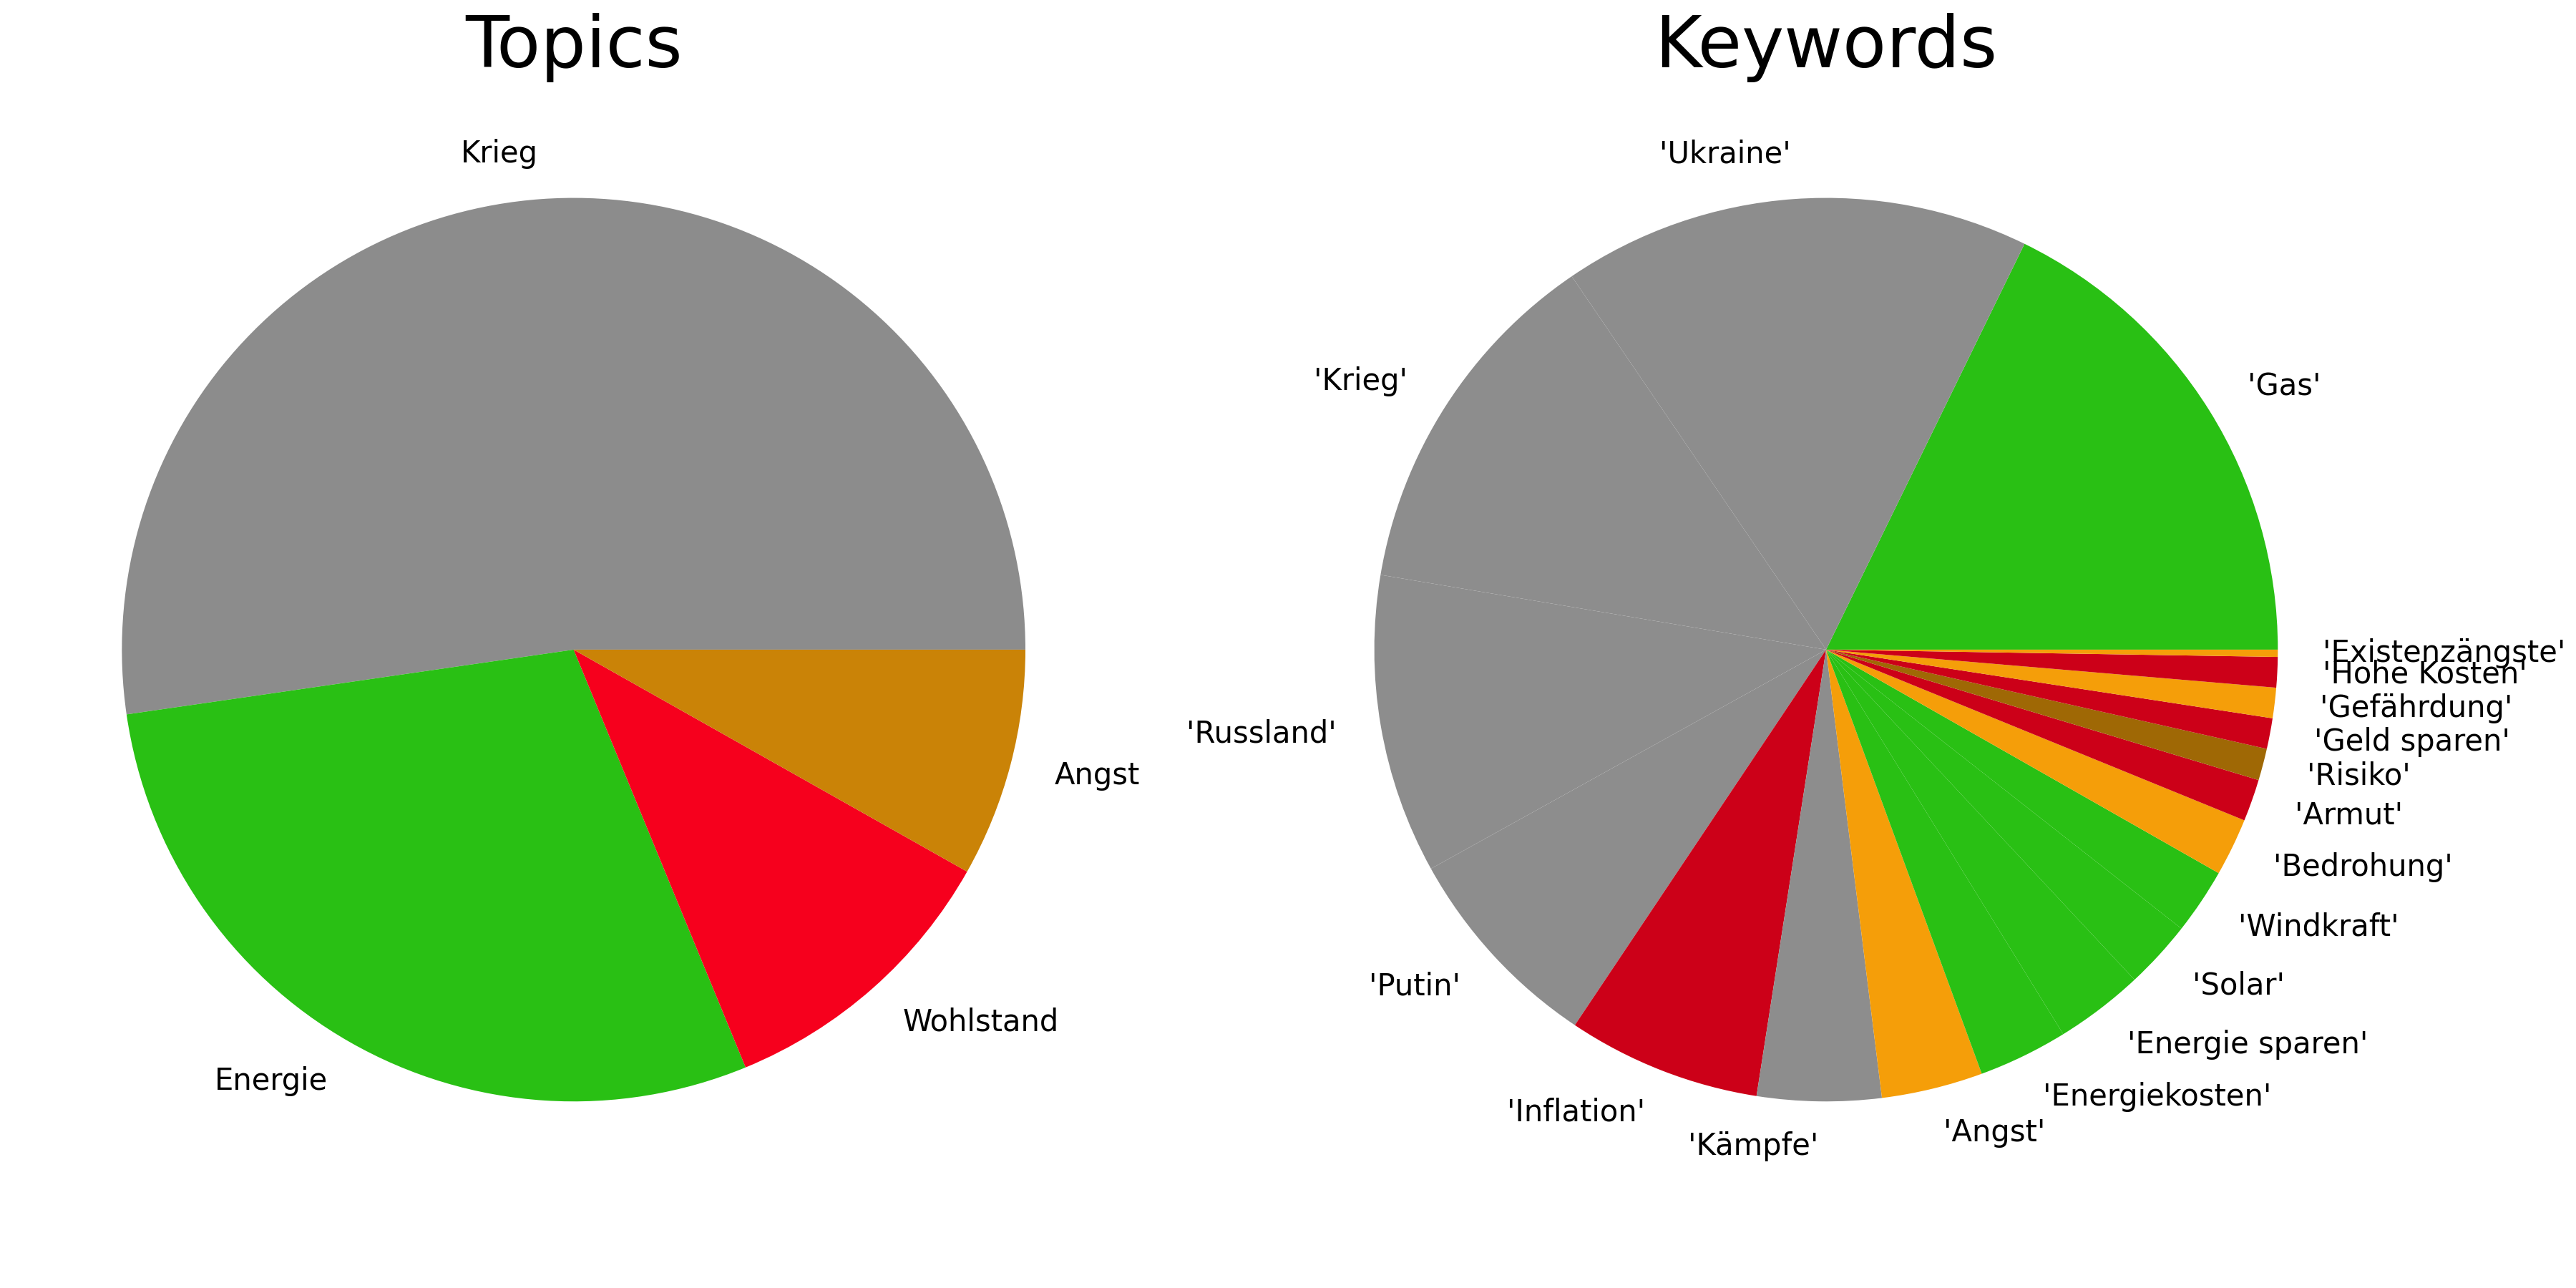 Topics
Krieg
Energie
Wohlstand
Angst
Keywords
'Gas'
'Ukraine'
'Krieg'
'Russland'
'Putin'
'Inflation'
'Kämpfe'
'Angst'
'Energiekosten'
'Energie sparen'
'Solar'
'Windkraft'
'Bedrohung'
'Armut'
'Risiko'
'Geld sparen'
'Gefährdung'
'Hohe Kosten'
'Existenzängste'